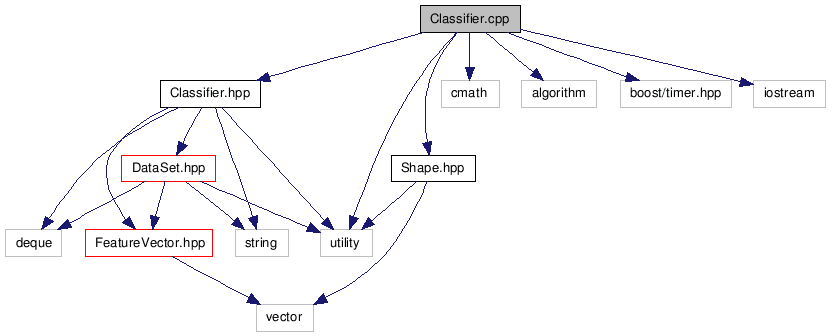 Classifier.cpp
Classifier.hpp
cmath
algorithm
boost/timer.hpp
iostream
DataSet.hpp
Shape.hpp
deque
FeatureVector.hpp
string
utility
vector